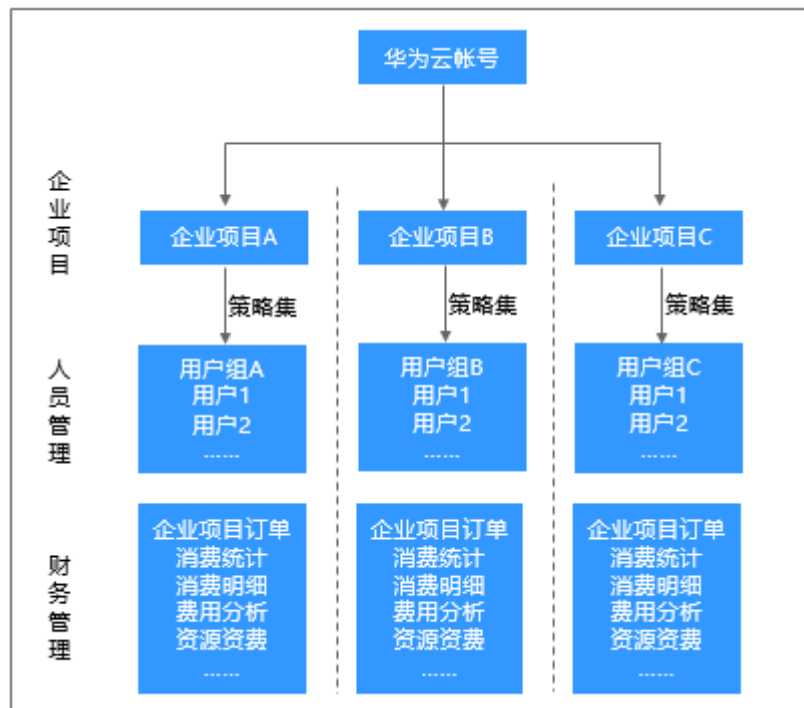 华为云帐号
企业项目
企业项目A
企业项目B
企业项目C
策略集
策略集
策略集
人员管理
用户组A
用户1
用户2
……
用户组B
用户1
用户2
……
用户组C
用户1
用户2
……
财务管理
企业项目订单
消费统计
消费明细
费用分析
资源资费
……
企业项目订单
消费统计
消费明细
费用分析
资源资费
……
企业项目订单
消费统计
消费明细
费用分析
资源资费
……